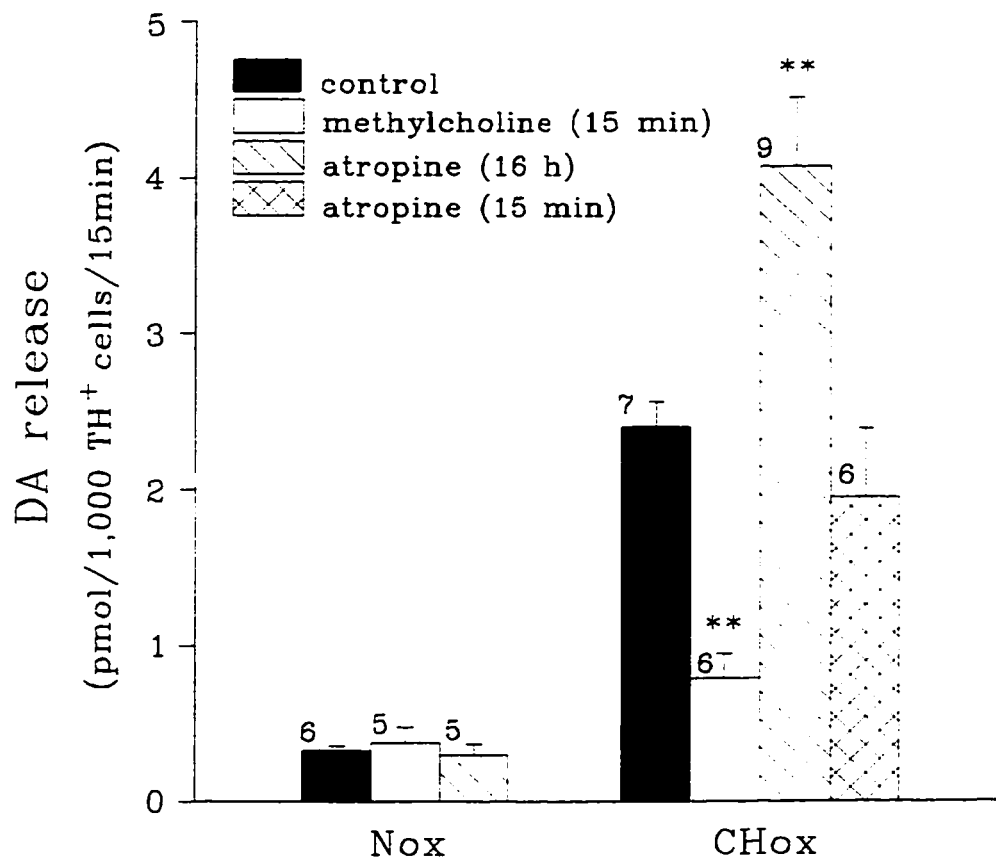 DA release
(pmol/1,000 TH+ cells/15min)
5
4
3
2
1
0
control
methylcholine (15 min)
atropine (16 h)
atropine (15 min)
6
5
5
7
**
6
**
9
6
Nox
CHox